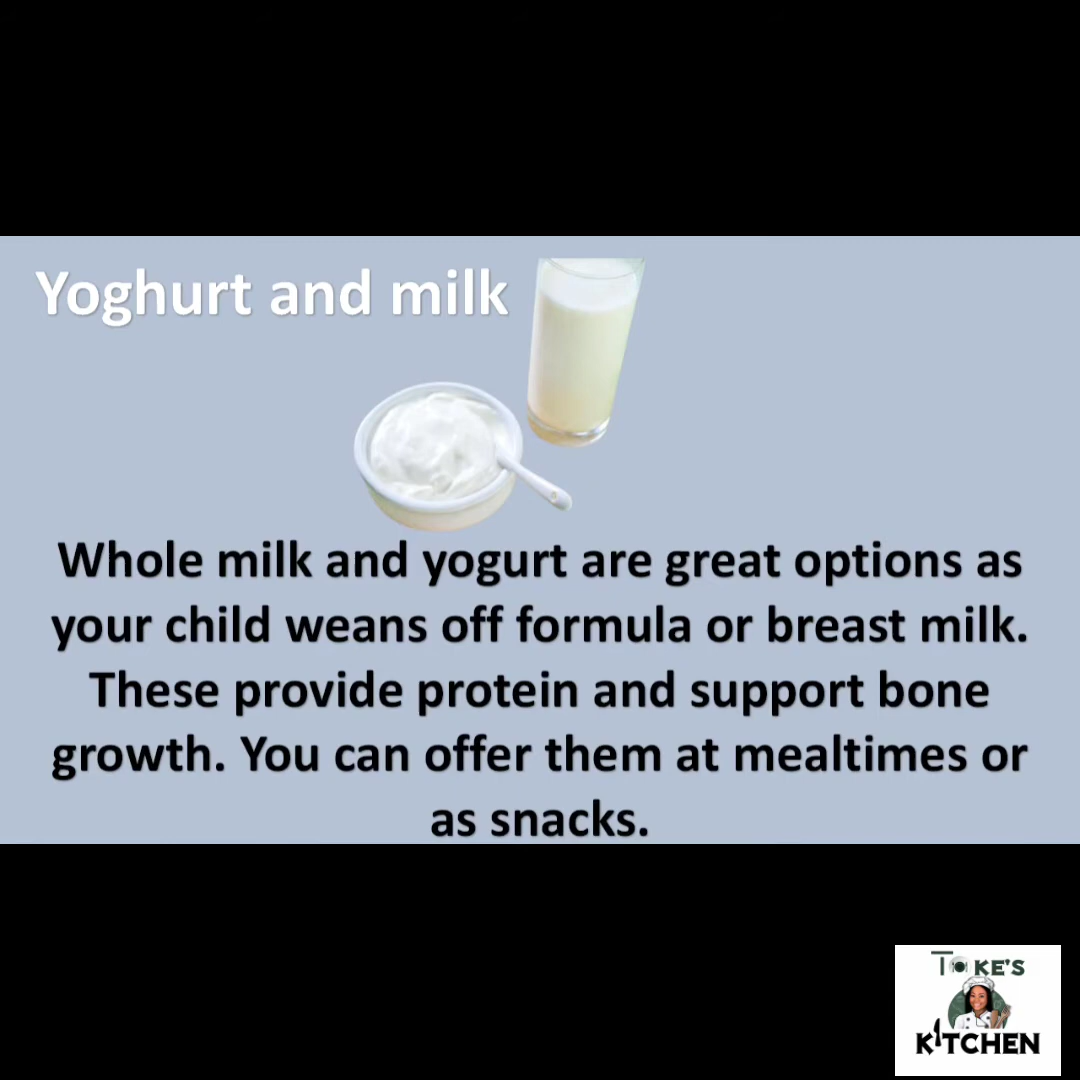 Yoghurt and milk
Whole milk and yogurt are great options as
your child weans off formula or breast milk.
These provide protein and support bone
growth. You can offer them at mealtimes or
as snacks.
TOKE'S
KITCHEN